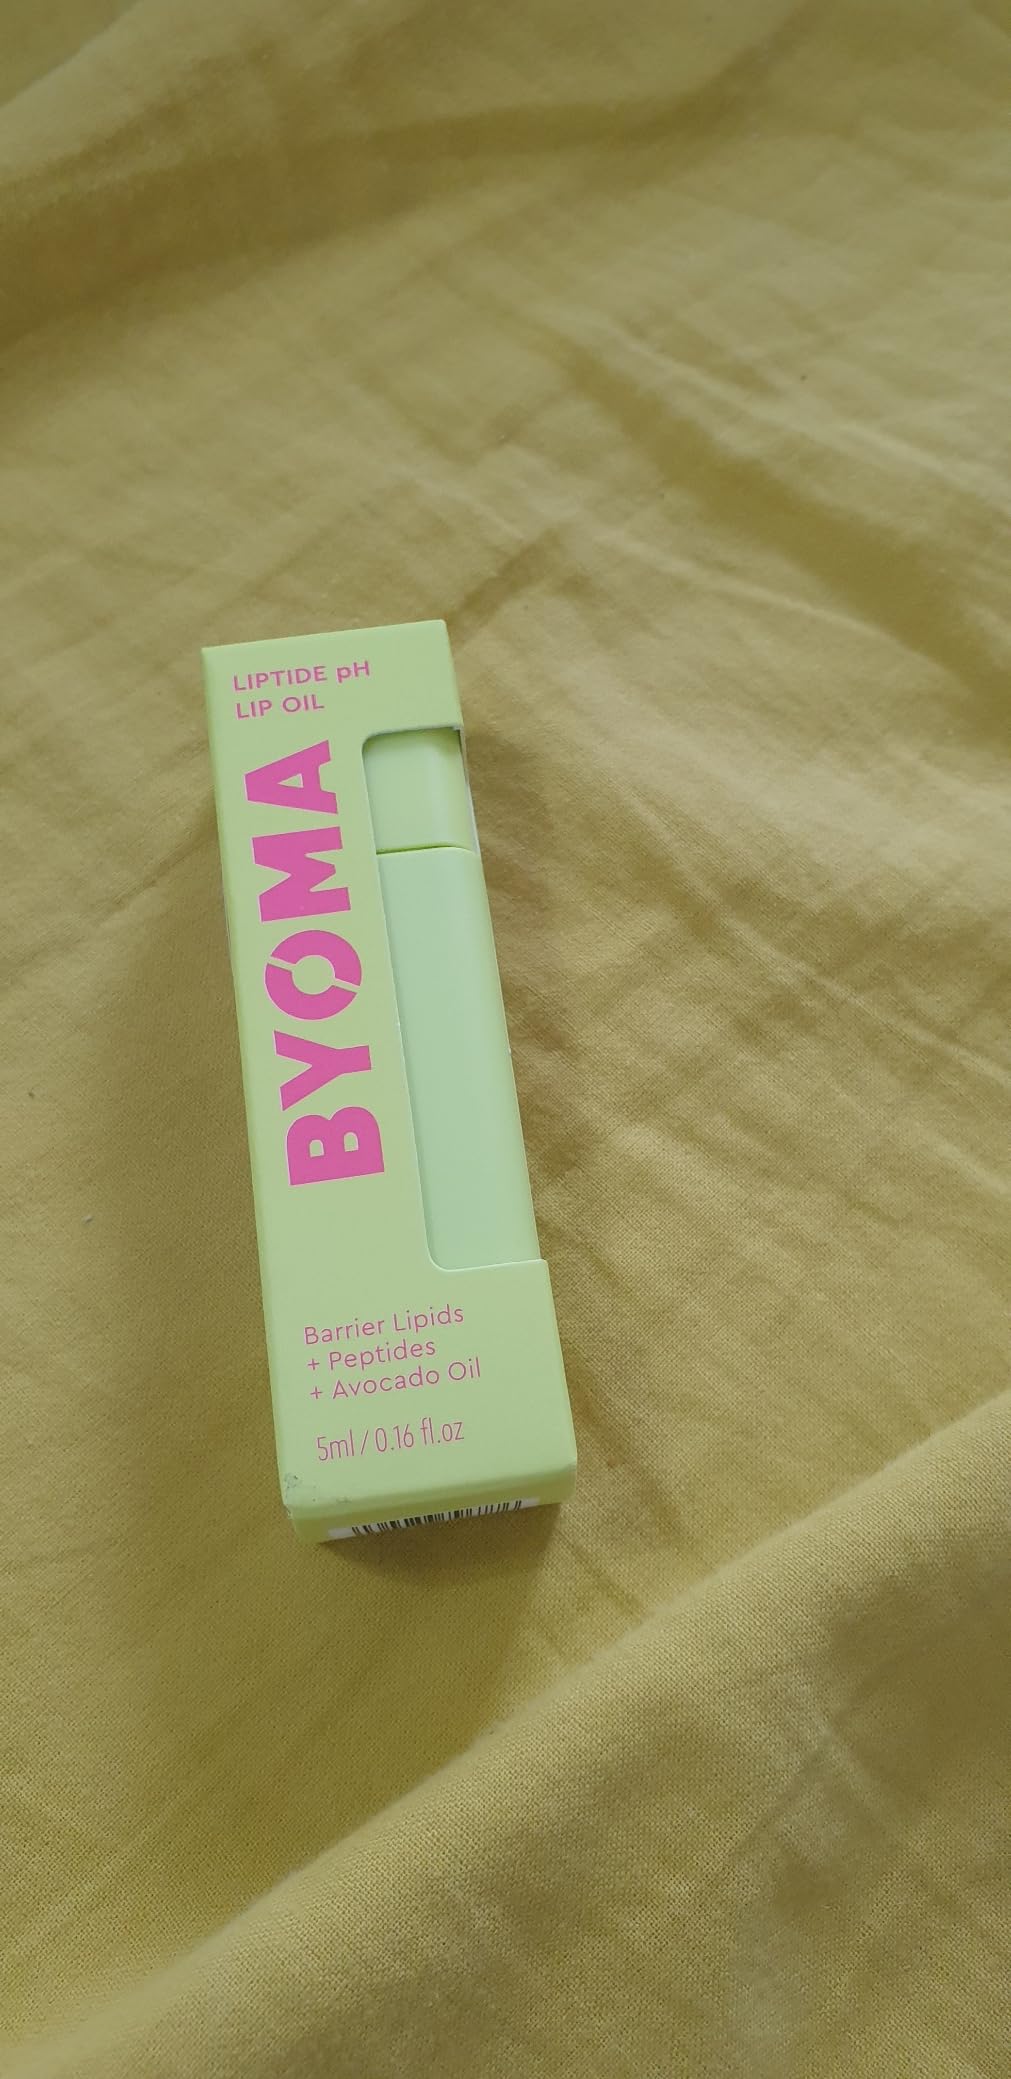 LIPTIDE pH
LIP OIL
BYOMA
Barrier Lipids
+ Peptides
+ Avocado Oil
5ml / 0.16 fl.oz